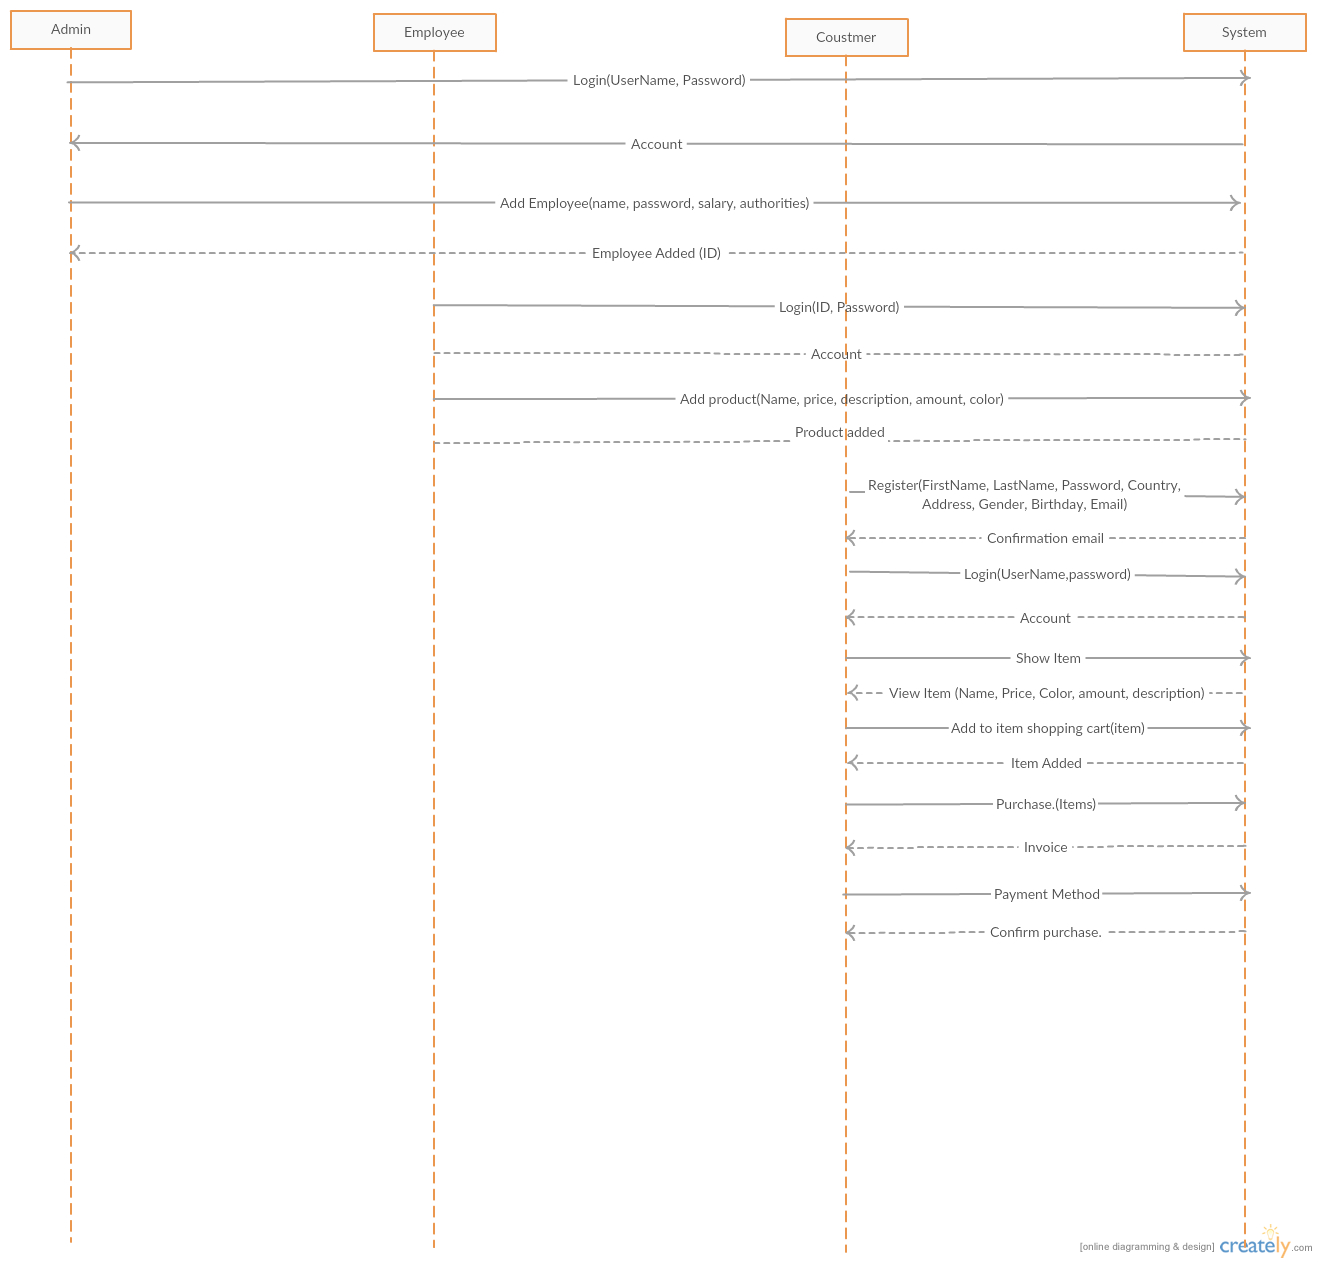 Admin
Employee
Coustmer
System
Login(UserName, Password)
Account
Add Employee(name, password, salary, authorities)
Employee Added (ID)
Login(ID, Password)
Account
Add product(Name, price, description, amount, color)
Product added
Register(FirstName, LastName, Password, Country,
Address, Gender, Birthday, Email)
Confirmation email
Login(UserName,password)
Account
Show Item
View Item (Name, Price, Color, amount, description)
Add to item shopping cart(item)
Item Added
Purchase.(Items)
Invoice
Payment Method
Confirm purchase.
[online diagramming & design] creately.com